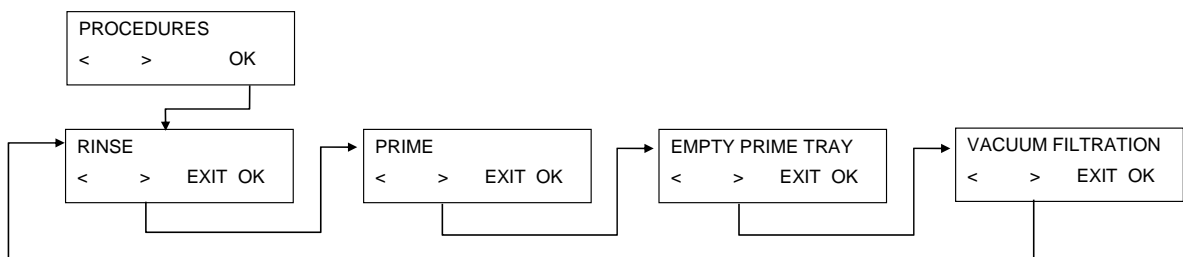 PROCEDURES
< > OK
RINSE
< > EXIT OK
PRIME
< > EXIT OK
EMPTY PRIME TRAY
< > EXIT OK
VACUUM FILTRATION
< > EXIT OK